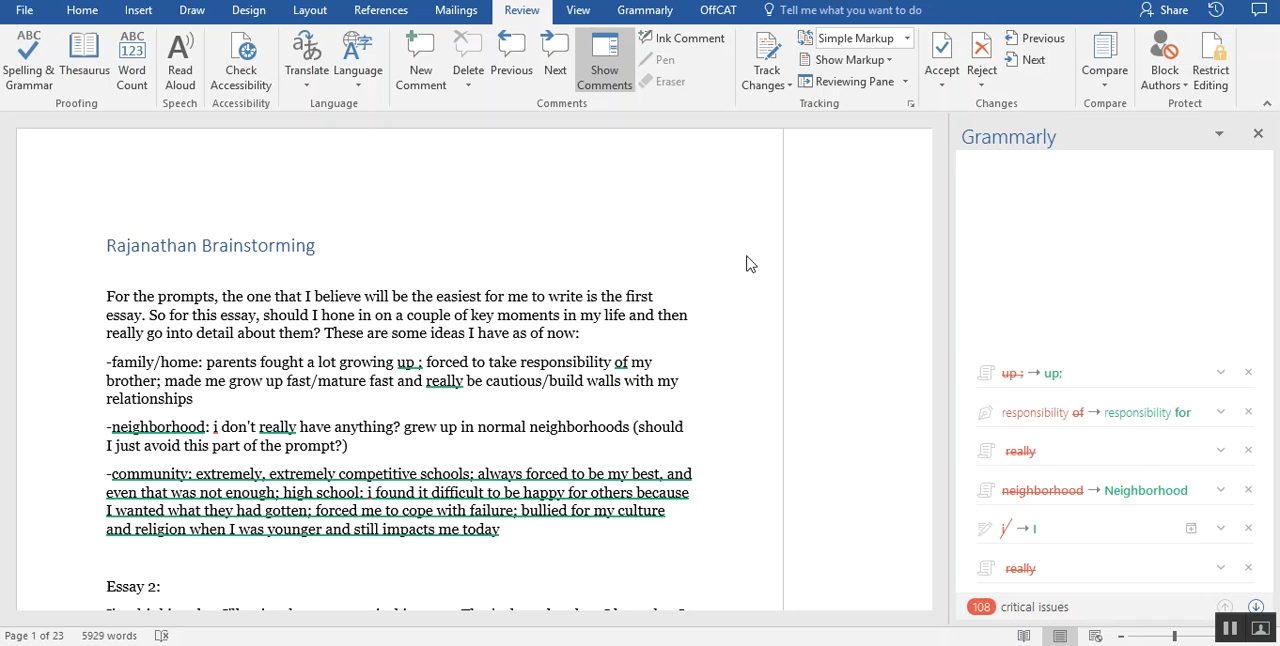 File Home Insert Draw Design Layout References Mailings Review View Grammarly OffCAT Tell me what you want to do Share
ABC ABC 123 A
Spelling & Grammar Thesaurus Word Count Read Aloud Check Accessibility Translate Language New Comment Delete Previous Next Show Comments
Ink Comment
Pen
Eraser
Track Changes Simple Markup
Show Markup
Reviewing Pane
Accept Reject Previous
Next
Compare Block Authors Restrict Editing
Proofing Speech Accessibility Language Comments Tracking Changes Compare Protect
Rajanathan Brainstorming
For the prompts, the one that I believe will be the easiest for me to write is the first
essay. So for this essay, should I hone in on a couple of key moments in my life and then
really go into detail about them? These are some ideas I have as of now:
-family/home: parents fought a lot growing up ; forced to take responsibility of my
brother; made me grow up fast/mature fast and really be cautious/build walls with my
relationships
-neighborhood: i don't really have anything? grew up in normal neighborhoods (should
I just avoid this part of the prompt?)
-community: extremely, extremely competitive schools; always forced to be my best, and
even that was not enough; high school: i found it difficult to be happy for others because
I wanted what they had gotten; forced me to cope with failure; bullied for my culture
and religion when I was younger and still impacts me today
Essay 2:
Grammarly
up ; → up;
responsibility of → responsibility for
really
neighborhood → Neighborhood
i → I
really
108 critical issues
Page 1 of 23 5929 words